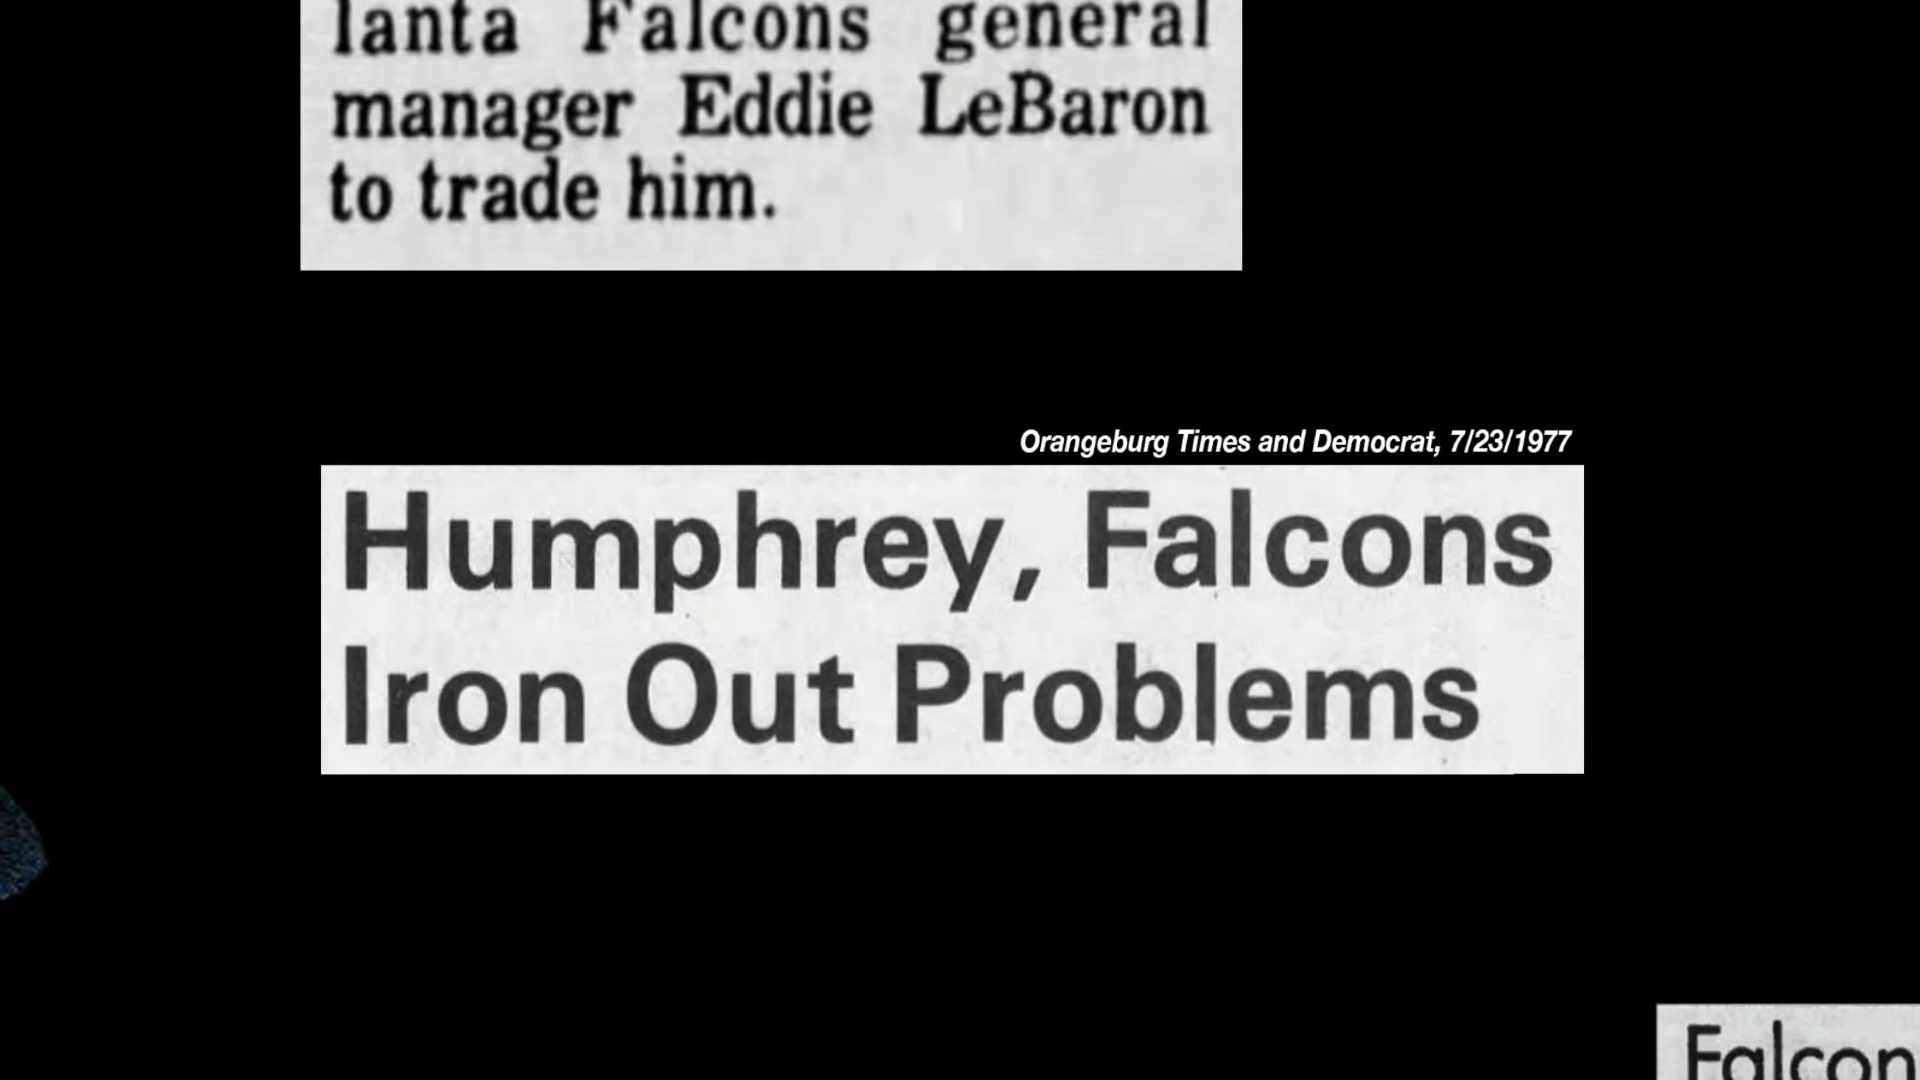 lanta Falcons general
manager Eddie LeBaron
to trade him.
Orangeburg Times and Democrat, 7/23/1977
Humphrey, Falcons
Iron Out Problems
Falcon